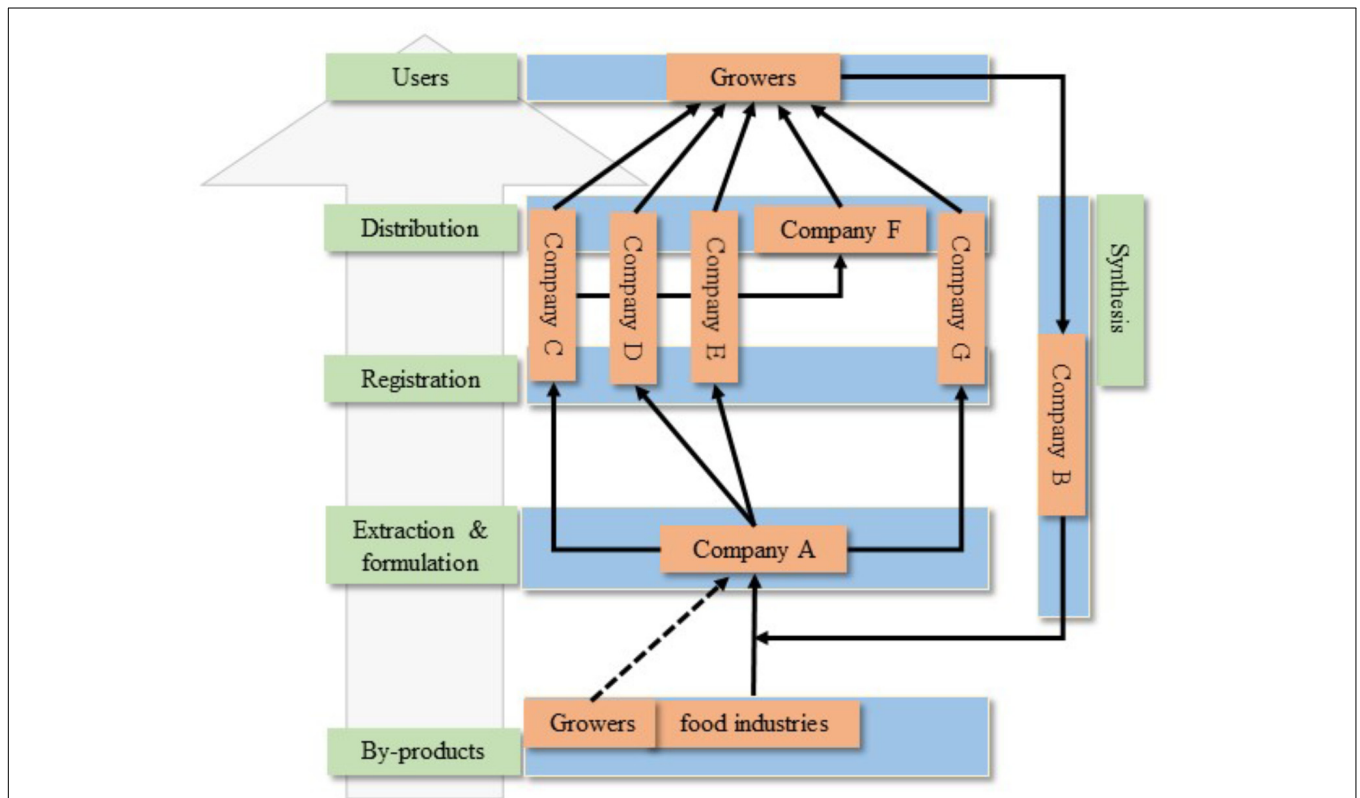 Users
Growers
Distribution
Company C
Company D
Company E
Company F
Company G
Synthesis
Registration
Company B
Extraction &
formulation
Company A
Growers
food industries
By-products